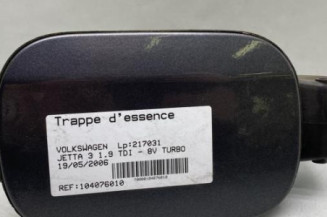 Trappe d'essence
VOLKSWAGEN Lp:217031
JETTA 3 1.9 TDI - 8V TURBO
19/05/2006
REF:104076010